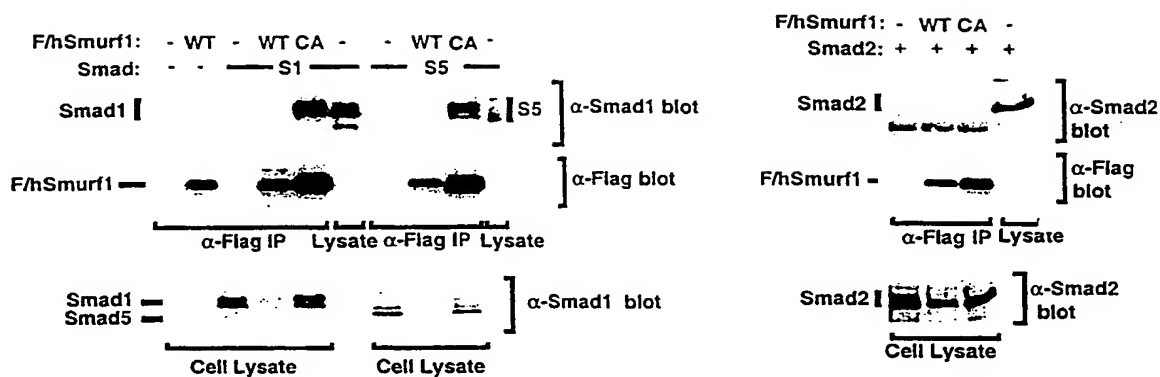 F/hSmurf1: - WT - WT CA - - WT CA -
Smad: - - S1 S5
Smad1
S5
α-Smad1 blot
F/hSmurf1
α-Flag blot
α-Flag IP Lysate α-Flag IP Lysate
Smad1
Smad5
α-Smad1 blot
Cell Lysate Cell Lysate
F/hSmurf1: - WT CA -
Smad2: + + + +
Smad2
α-Smad2
blot
F/hSmurf1
α-Flag
blot
α-Flag IP Lysate
Smad2
α-Smad2
blot
Cell Lysate